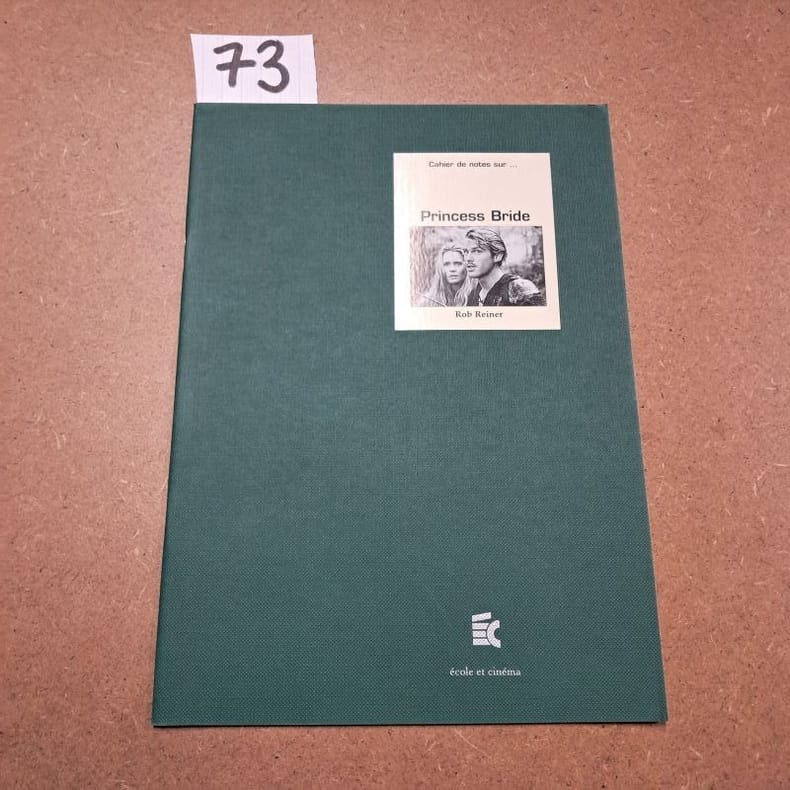 73
Cahier de notes sur ...
Princess Bride
Rob Reiner
ÉC
école et cinéma